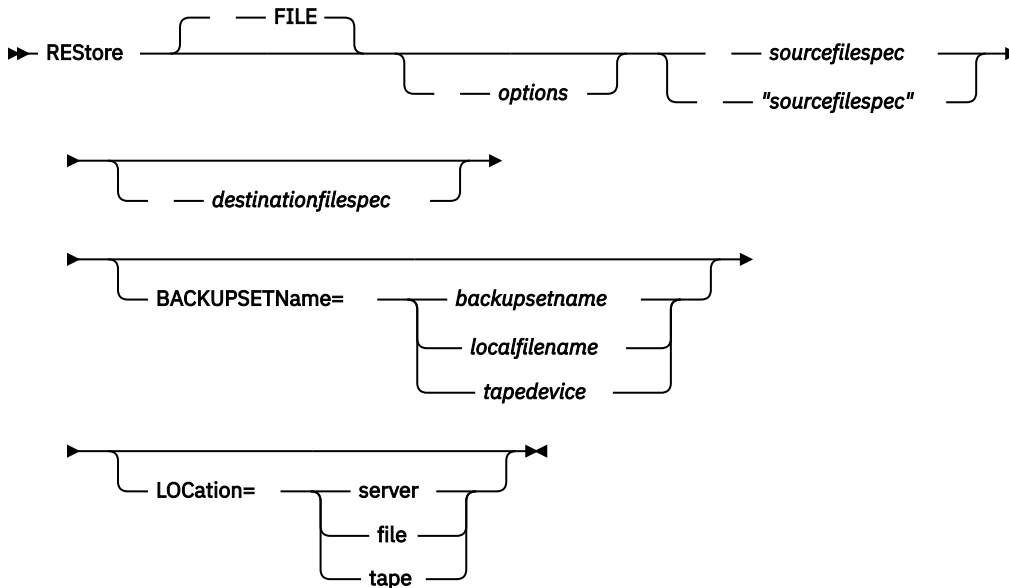 FILE
REStore
options
sourcefilespec
"sourcefilespec"
destinationfilespec
BACKUPSETName=
backupsetname
localfilename
tapedevice
LOCation=
server
file
tape